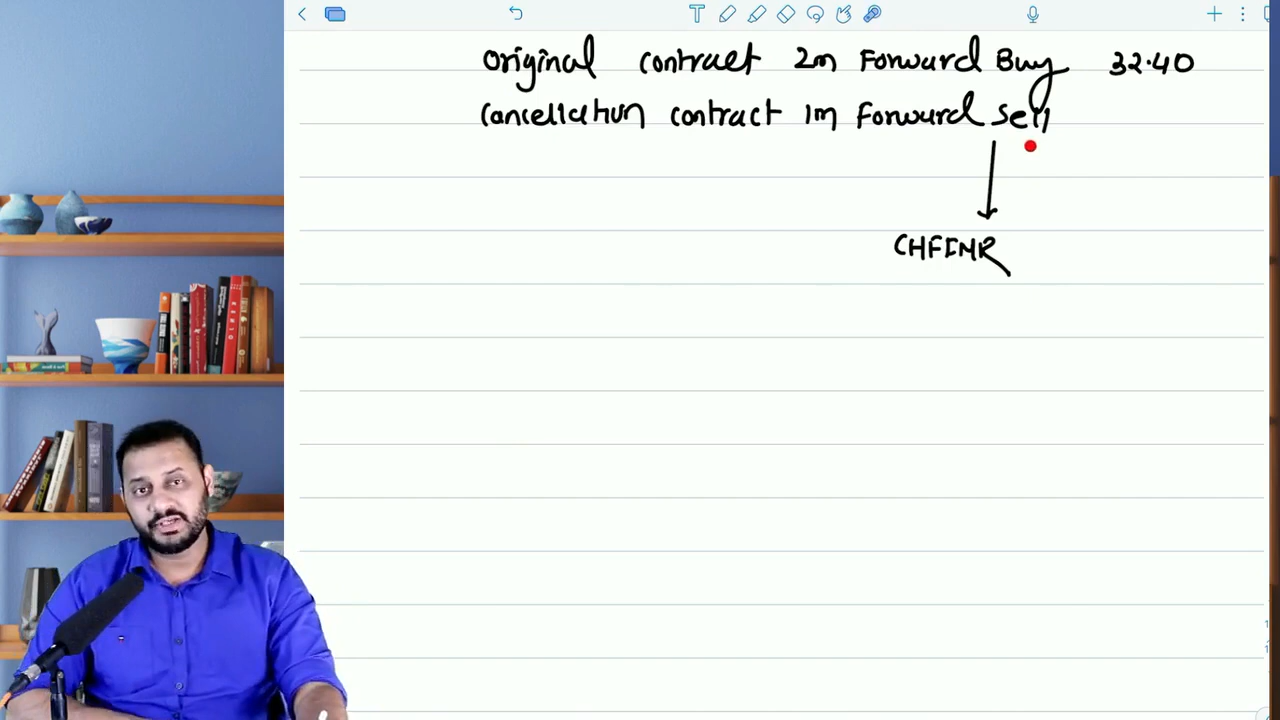 Original contract 2m Forward Buy 32.40
Cancellation contract 1m Forward Sell
CHFINR